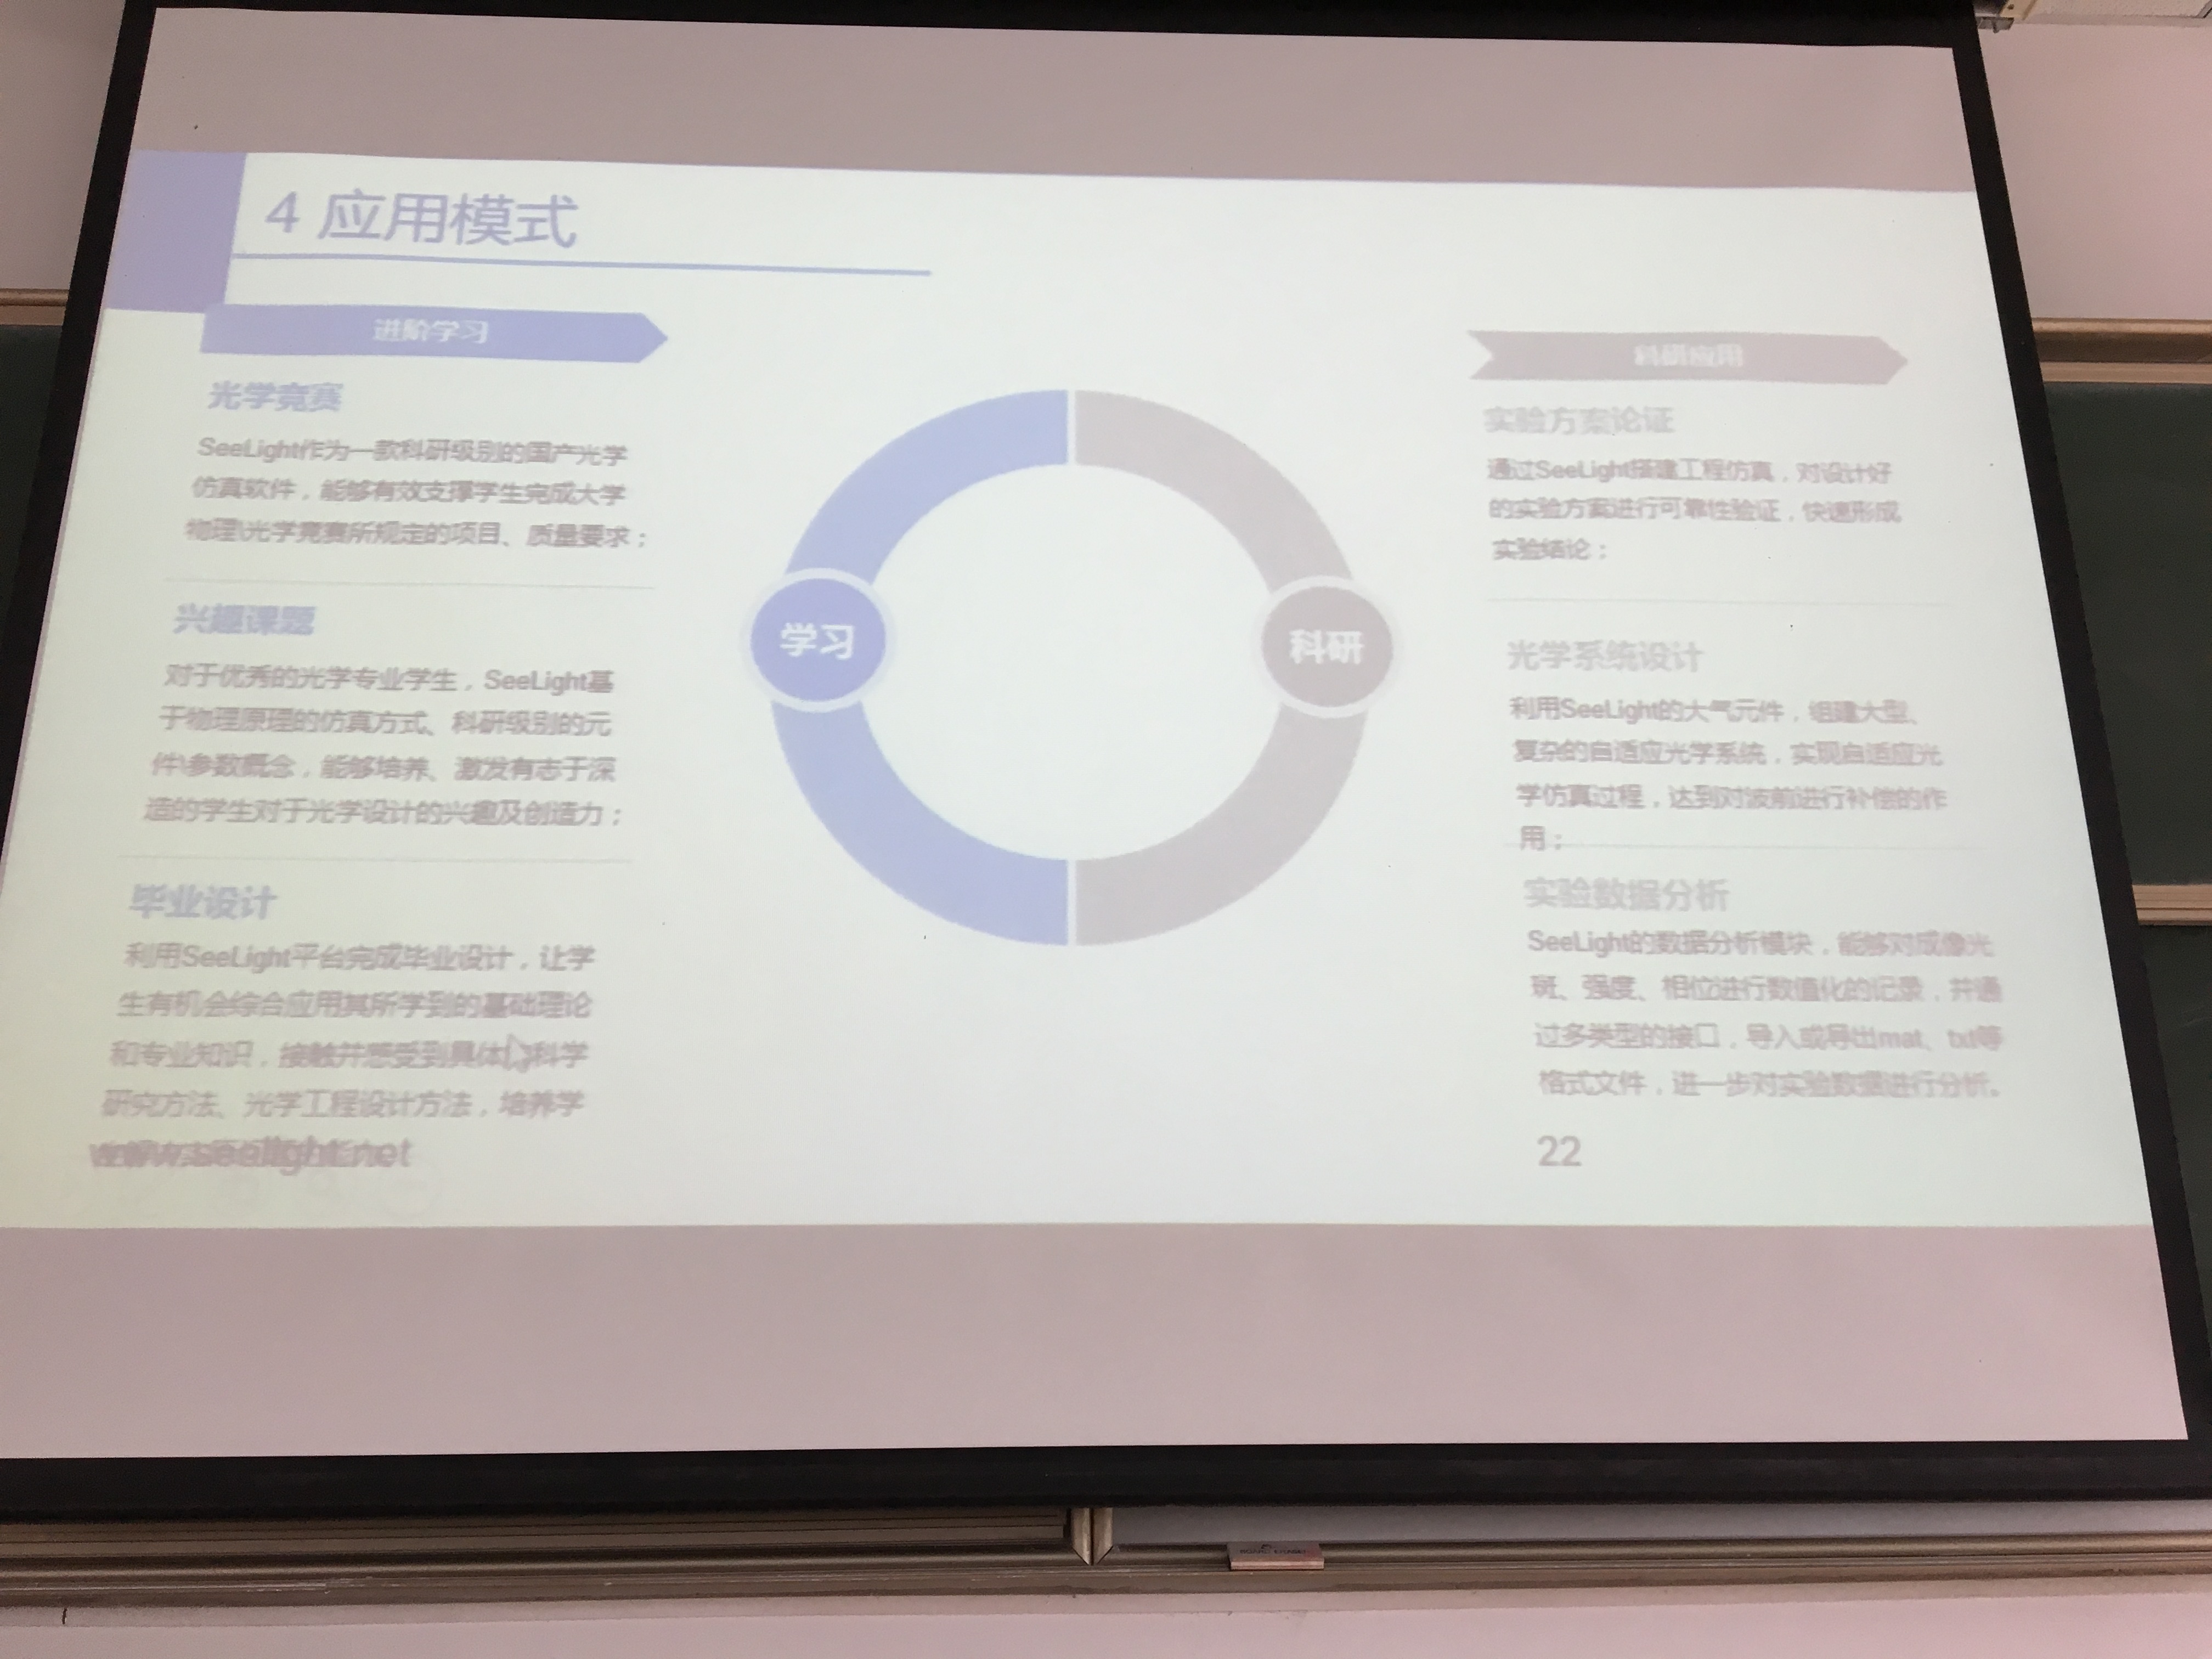 4 应用模式
进阶学习
光学竞赛
SeeLight作为一款科研级别的国产光学
仿真软件，能够有效支撑学生完成大学
物理\光学竞赛所规定的项目、质量要求；
兴趣课题
对于优秀的光学专业学生，SeeLight基
于物理原理的仿真方式、科研级别的元
件\参数概念，能够培养、激发有志于深
造的学生对于光学设计的兴趣及创造力；
毕业设计
利用SeeLight平台完成毕业设计，让学
生有机会综合应用其所学到的基础理论
和专业知识，接触并感受到具体 科学
研究方法、光学工程设计方法，培养学
www.seelight.net
学习
科研
科研应用
实验方案论证
通过SeeLight搭建工程仿真，对设计好
的实验方案进行可靠性验证，快速形成
实验结论；
光学系统设计
利用SeeLight的大气元件，组建大型、
复杂的自适应光学系统，实现自适应光
学仿真过程，达到对波前进行补偿的作
用；
实验数据分析
SeeLight的数据分析模块，能够对成像光
斑、强度、相位进行数值化的记录，并通
过多类型的接口，导入或导出mat、txt等
格式文件，进一步对实验数据进行分析。
22